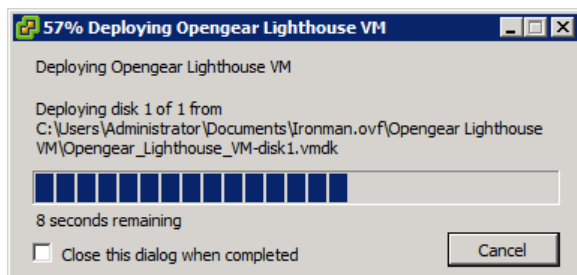 57% Deploying Opengear Lighthouse VM
Deploying Opengear Lighthouse VM
Deploying disk 1 of 1 from
C:\Users\Administrator\Documents\Ironman.ovf\Opengear Lighthouse
VM\Opengear_Lighthouse_VM-disk1.vmdk
8 seconds remaining
Close this dialog when completed
Cancel